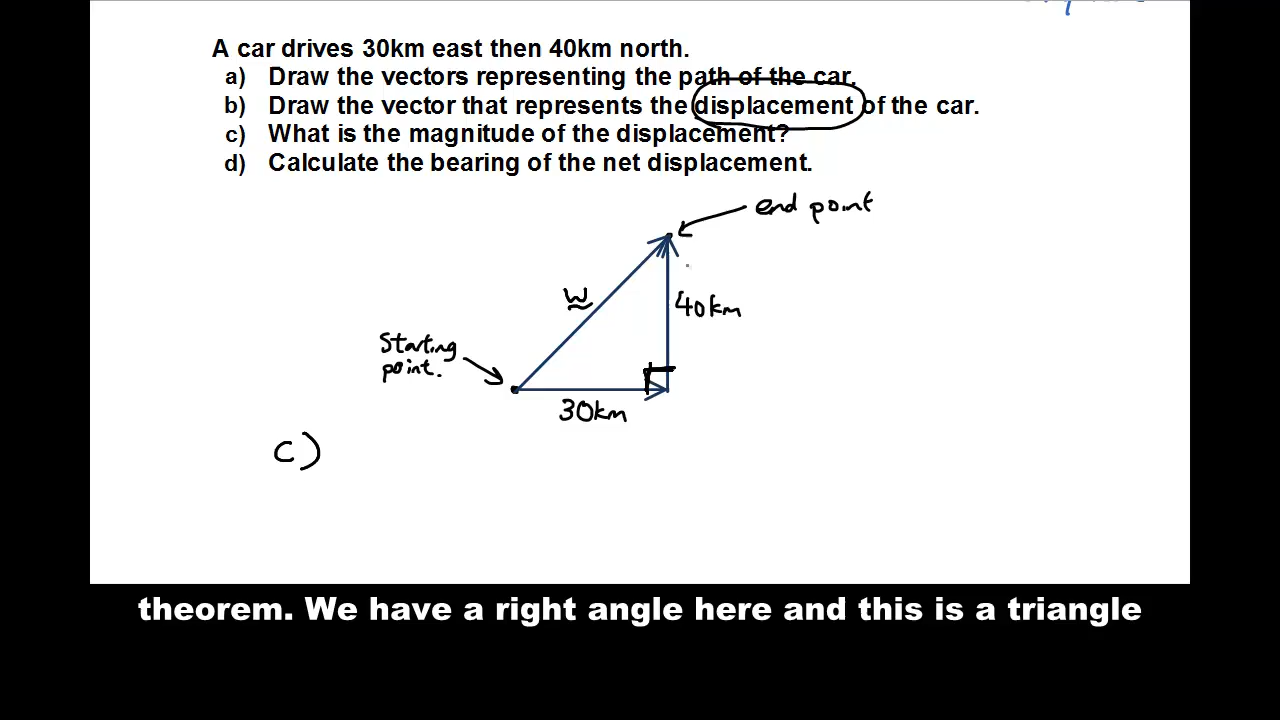 A car drives 30km east then 40km north.
a) Draw the vectors representing the path of the car.
b) Draw the vector that represents the displacement of the car.
c) What is the magnitude of the displacement?
d) Calculate the bearing of the net displacement.
end point
w
40km
Starting
point.
30km
c)
theorem. We have a right angle here and this is a triangle